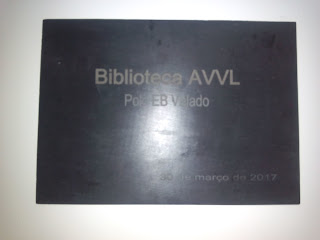 Biblioteca AVVL
EB Valado
de março de 2017